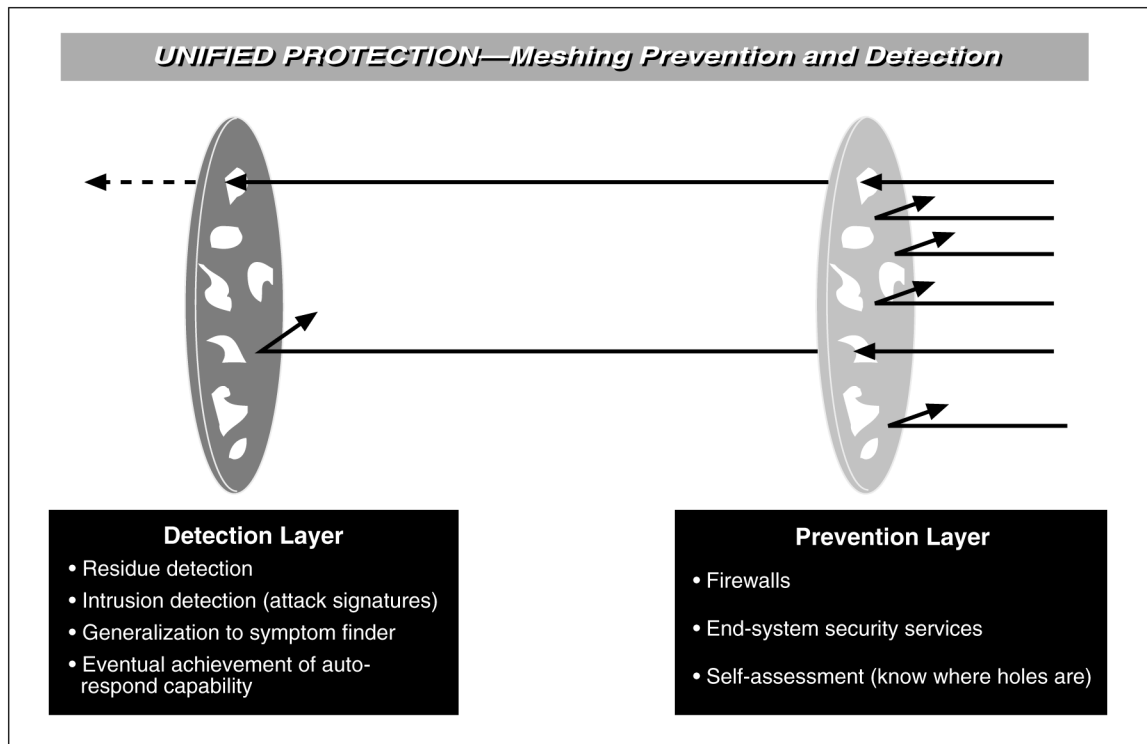 UNIFIED PROTECTION—Meshing Prevention and Detection
Detection Layer
• Residue detection
• Intrusion detection (attack signatures)
• Generalization to symptom finder
• Eventual achievement of auto-
respond capability
Prevention Layer
• Firewalls
• End-system security services
• Self-assessment (know where holes are)